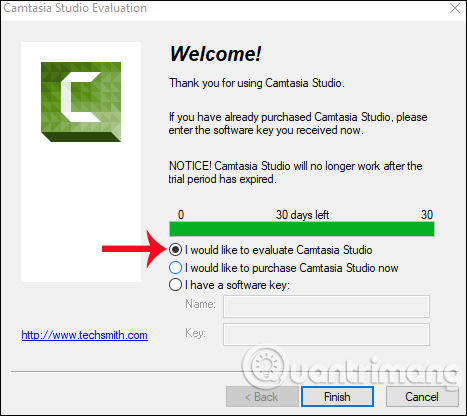 Camtasia Studio Evaluation
Welcome!
Thank you for using Camtasia Studio.
If you have already purchased Camtasia Studio, please
enter the software key you received now.
NOTICE! Camtasia Studio will no longer work after the
trial period has expired.
0 30 days left 30
I would like to evaluate Camtasia Studio
I would like to purchase Camtasia Studio now
I have a software key:
Name:
Key:
http://www.techsmith.com
Quantrimang
< Back Finish Cancel